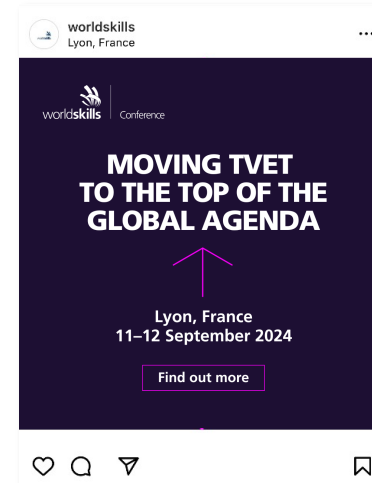 worldskills
Lyon, France
worldskills Conference
MOVING TVET
TO THE TOP OF THE
GLOBAL AGENDA
Lyon, France
11–12 September 2024
Find out more